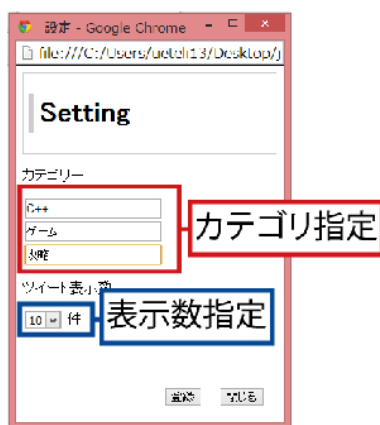 設定 - Google Chrome
file:///C:/Users/ueteli13/Desktop/j
Setting
カテゴリー
C++
ゲーム
攻略
カテゴリ指定
ツイート表示数
10 件
表示数指定
登録 閉じる